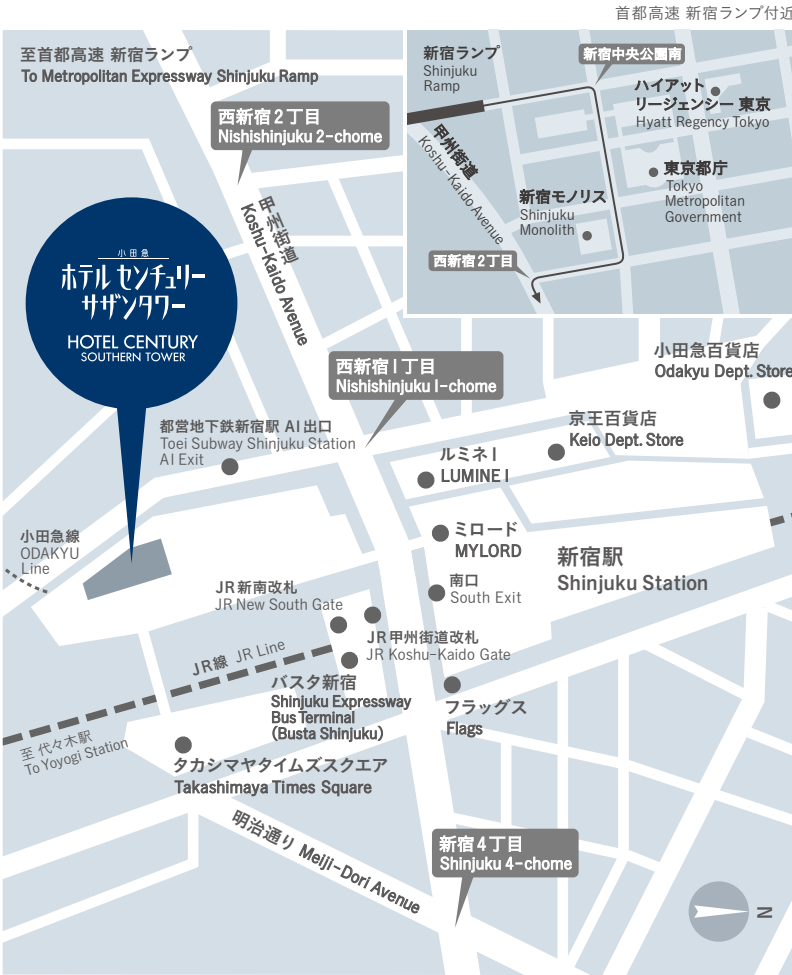 首都高速 新宿ランプ付近
至首都高速 新宿ランプ
To Metropolitan Expressway Shinjuku Ramp
西新宿2丁目
Nishishinjuku 2-chome
甲州街道
Koshu-Kaido Avenue
新宿ランプ
Shinjuku
Ramp
新宿中央公園南
ハイアット
リージェンシー 東京
Hyatt Regency Tokyo
甲州街道
Koshu-Kaido Avenue
東京都庁
Tokyo
Metropolitan
Government
新宿モノリス
Shinjuku
Monolith
西新宿2丁目
小田急
ホテル センチュリー
サザンタワー
HOTEL CENTURY
SOUTHERN TOWER
西新宿1丁目
Nishishinjuku 1-chome
小田急百貨店
Odakyu Dept. Store
京王百貨店
Keio Dept. Store
都営地下鉄新宿駅 A1出口
Toei Subway Shinjuku Station
A1 Exit
ルミネ1
LUMINE 1
ミロード
MYLORD
小田急線
ODAKYU
Line
新宿駅
Shinjuku Station
南口
South Exit
JR新南改札
JR New South Gate
JR甲州街道改札
JR Koshu-Kaido Gate
JR線 JR Line
バスタ新宿
Shinjuku Expressway
Bus Terminal
(Busta Shinjuku)
フラッグス
Flags
至 代々木駅
To Yoyogi Station
タカシマヤタイムズスクエア
Takashimaya Times Square
明治通り Meiji-Dori Avenue
新宿4丁目
Shinjuku 4-chome
N